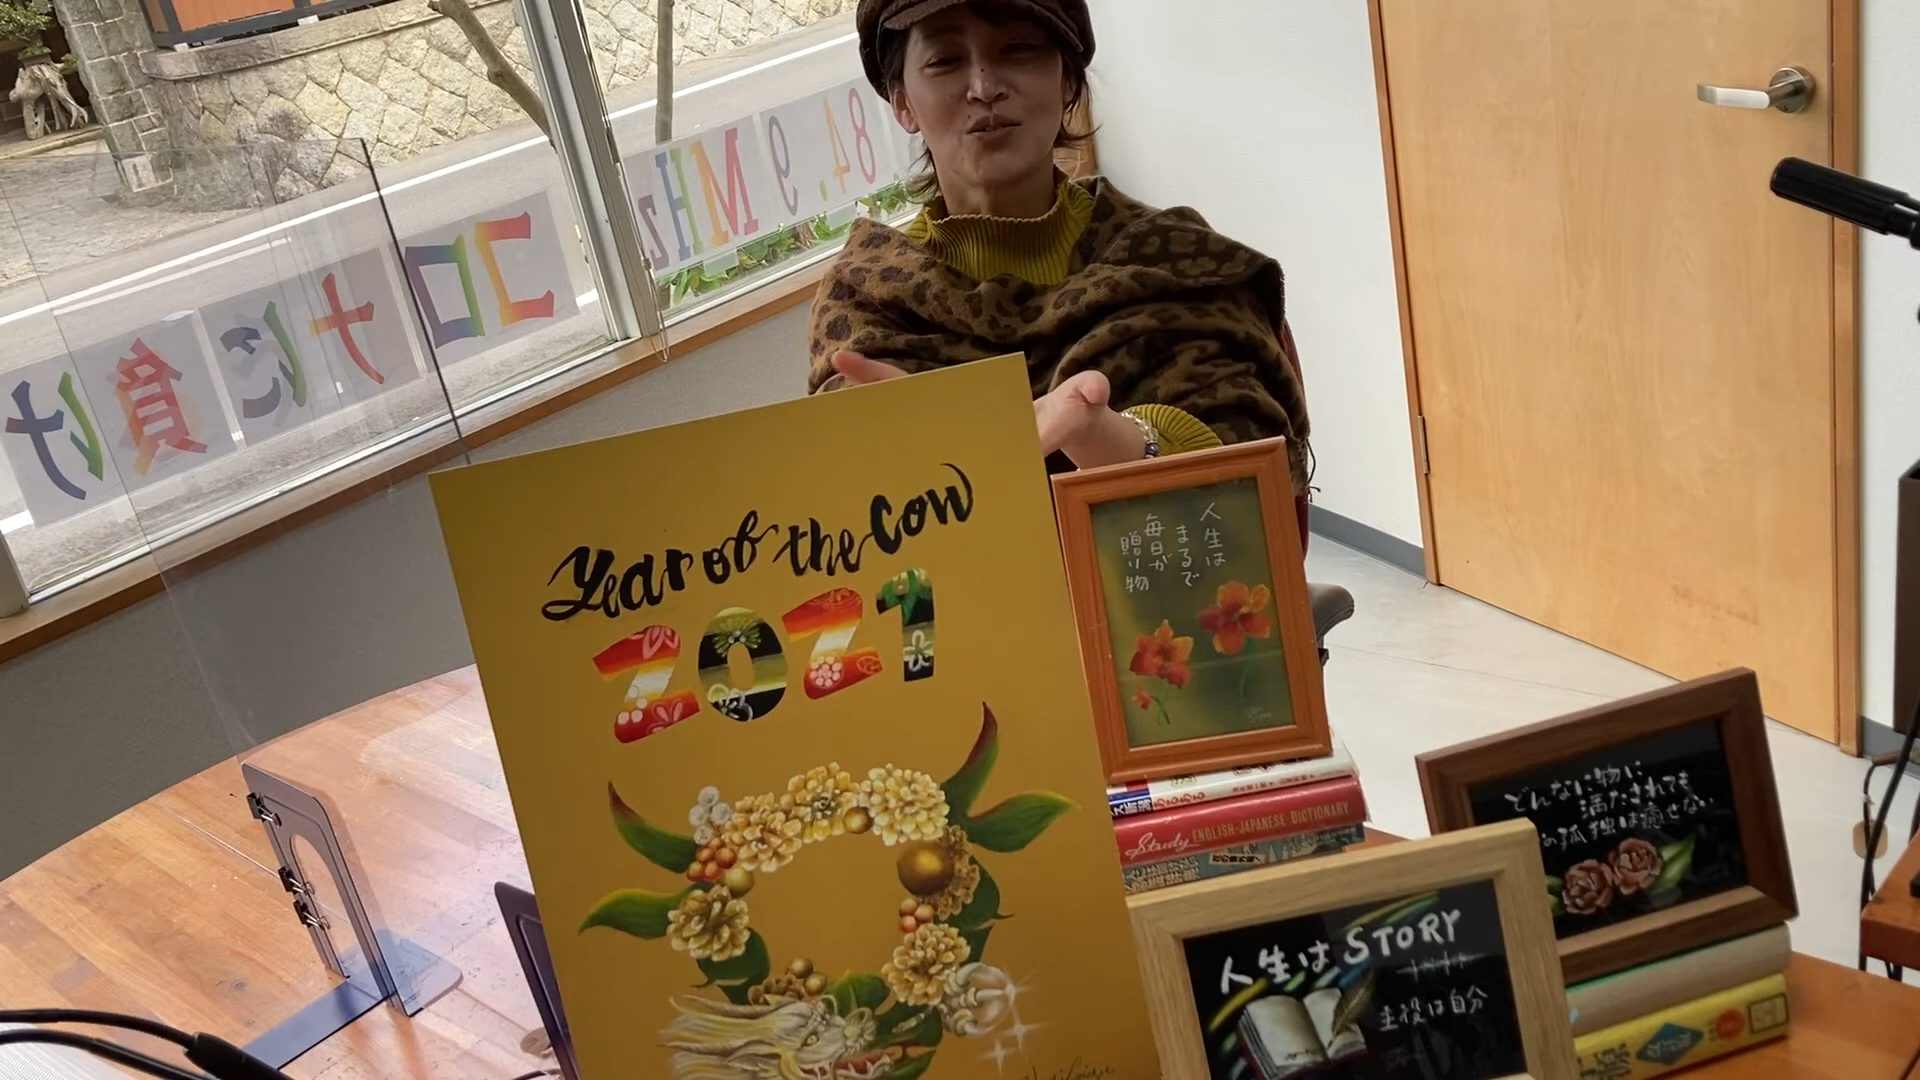 84.9MHz
コロナに負け
Year of the Cow
2021
人生は
まるで
毎日が
贈り物
Study ENGLISH-JAPANESE DICTIONARY
どんなに物に
満たされても
の孤独は癒せない
人生はSTORY
主役は自分